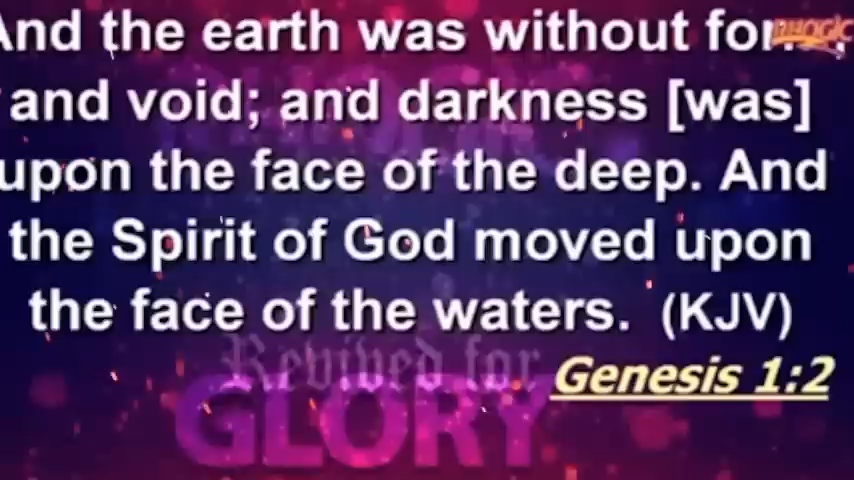 And the earth was without for
and void; and darkness [was]
upon the face of the deep. And
the Spirit of God moved upon
the face of the waters. (KJV)
Genesis 1:2
Revived for
GLORY